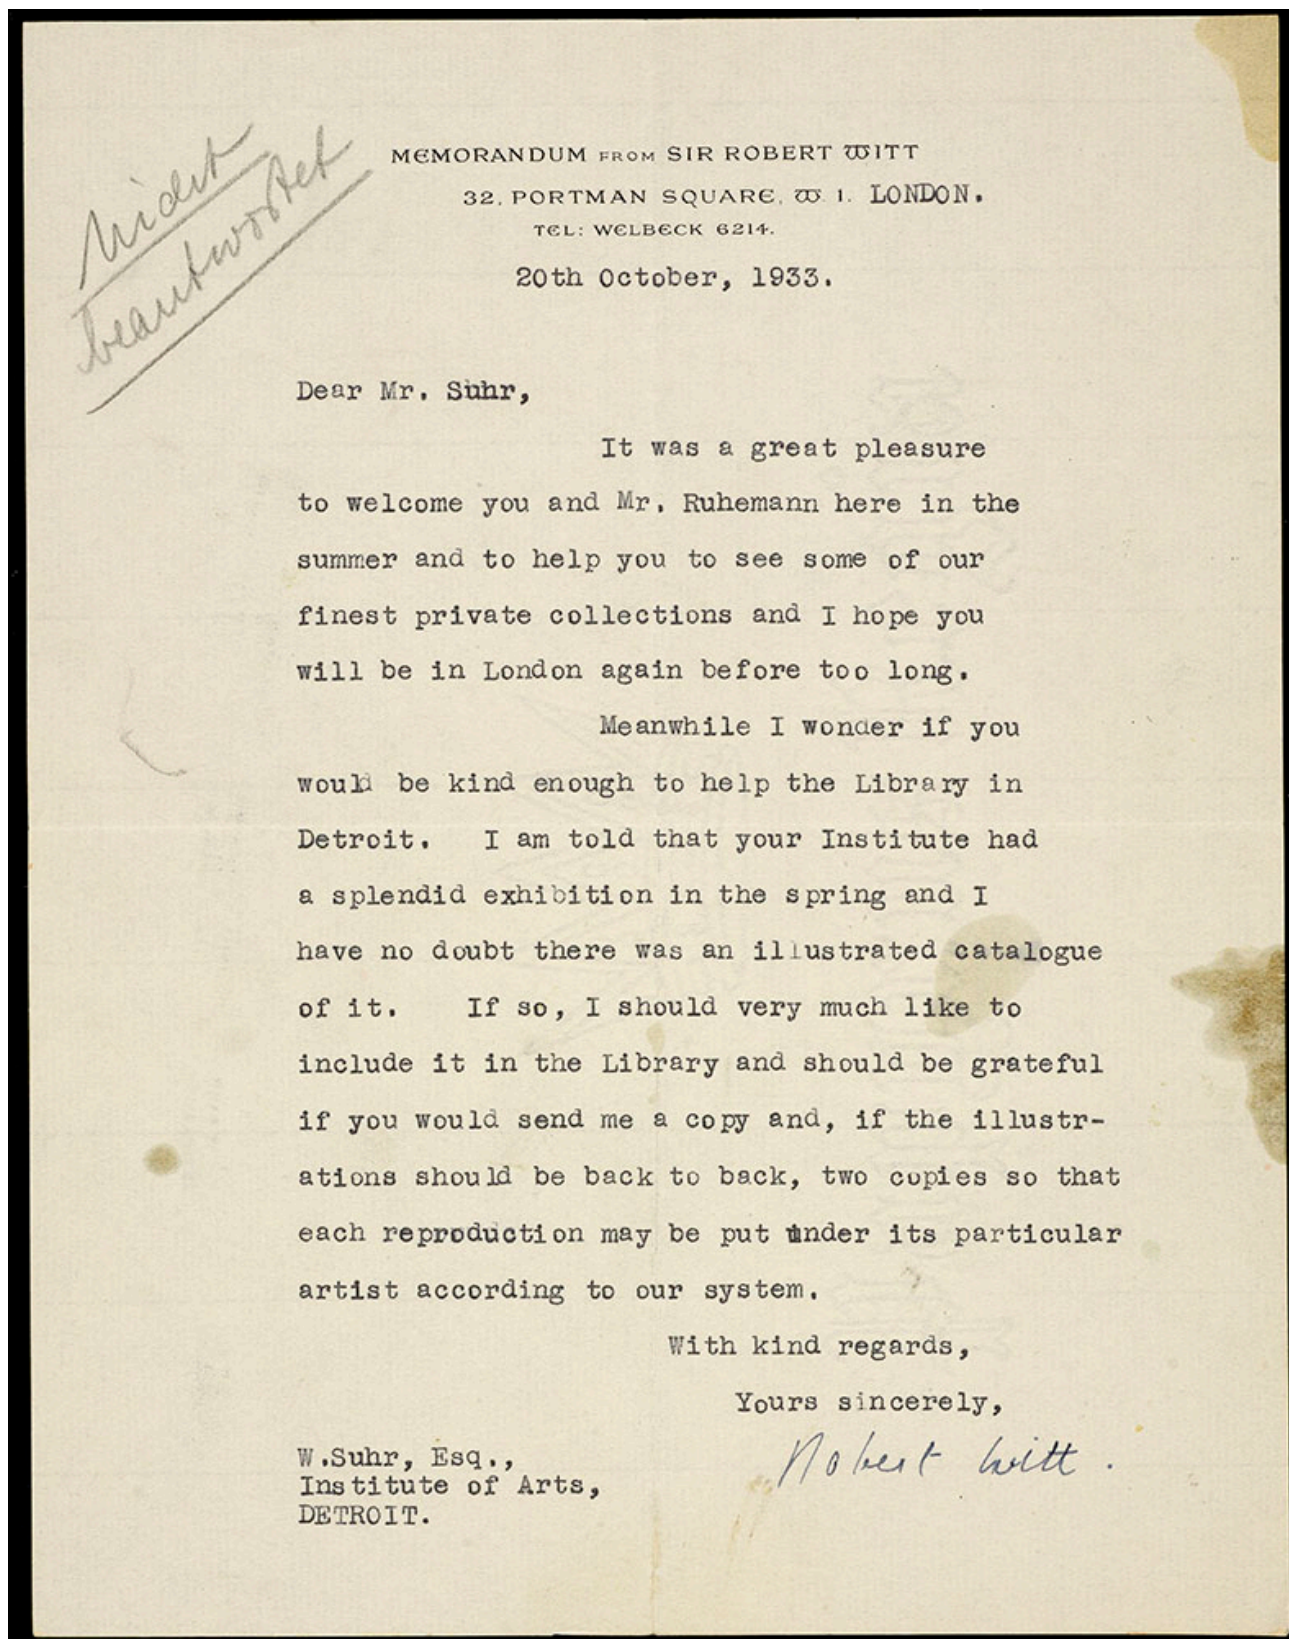 nicht
beantwortet
MEMORANDUM FROM SIR ROBERT WITT
32, PORTMAN SQUARE, W. 1. LONDON.
TEL: WELBECK 6214.
20th October, 1933.
Dear Mr. Suhr,
It was a great pleasure
to welcome you and Mr. Ruhemann here in the
summer and to help you to see some of our
finest private collections and I hope you
will be in London again before too long.
Meanwhile I wonder if you
would be kind enough to help the Library in
Detroit. I am told that your Institute had
a splendid exhibition in the spring and I
have no doubt there was an illustrated catalogue
of it. If so, I should very much like to
include it in the Library and should be grateful
if you would send me a copy and, if the illustr-
ations should be back to back, two copies so that
each reproduction may be put under its particular
artist according to our system.
With kind regards,
Yours sincerely,
Robert Witt.
W.Suhr, Esq.,
Institute of Arts,
DETROIT.